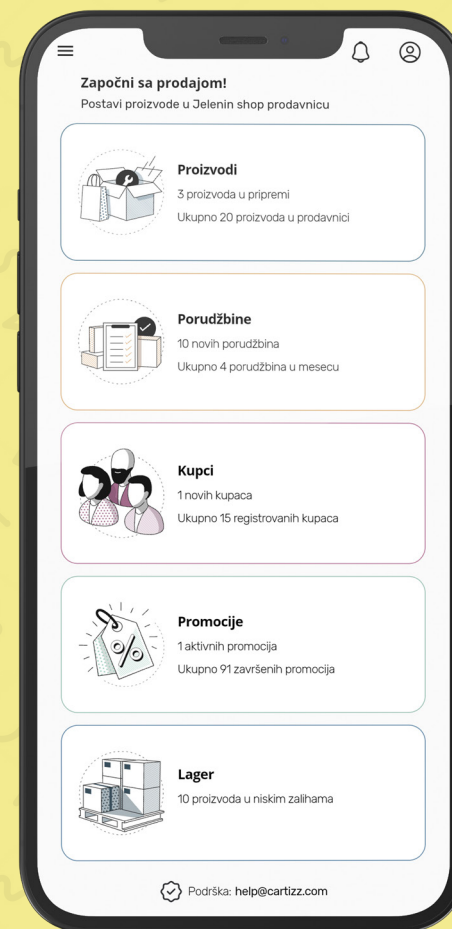 Započni sa prodajom!
Postavi proizvode u Jelenin shop prodavnicu
Proizvodi
3 proizvoda u pripremi
Ukupno 20 proizvoda u prodavnici
Porudžbine
10 novih porudžbina
Ukupno 4 porudžbina u mesecu
Kupci
1 novih kupaca
Ukupno 15 registrovanih kupaca
Promocije
1 aktivnih promocija
Ukupno 91 završenih promocija
%
Lager
10 proizvoda u niskim zalihama
Podrška: help@cartizz.com